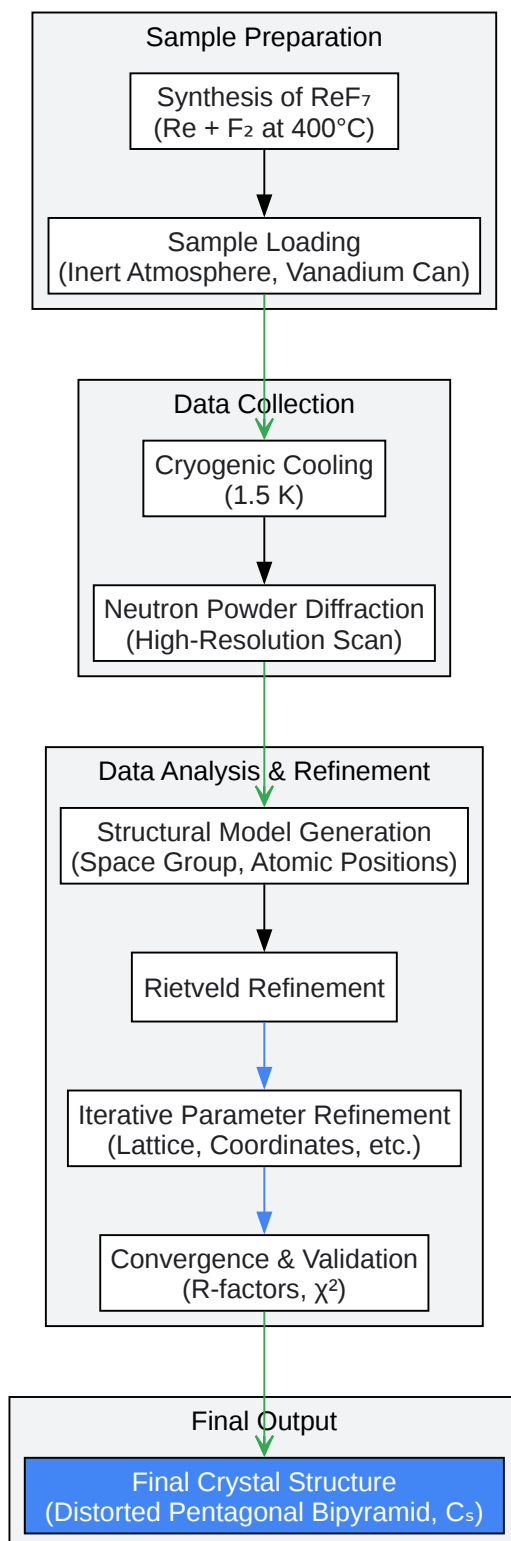 Sample Preparation
Synthesis of ReF₇
(Re + F₂ at 400°C)
Sample Loading
(Inert Atmosphere, Vanadium Can)
Data Collection
Cryogenic Cooling
(1.5 K)
Neutron Powder Diffraction
(High-Resolution Scan)
Data Analysis & Refinement
Structural Model Generation
(Space Group, Atomic Positions)
Rietveld Refinement
Iterative Parameter Refinement
(Lattice, Coordinates, etc.)
Convergence & Validation
(R-factors, χ²)
Final Output
Final Crystal Structure
(Distorted Pentagonal Bipyramid, Cₛ)